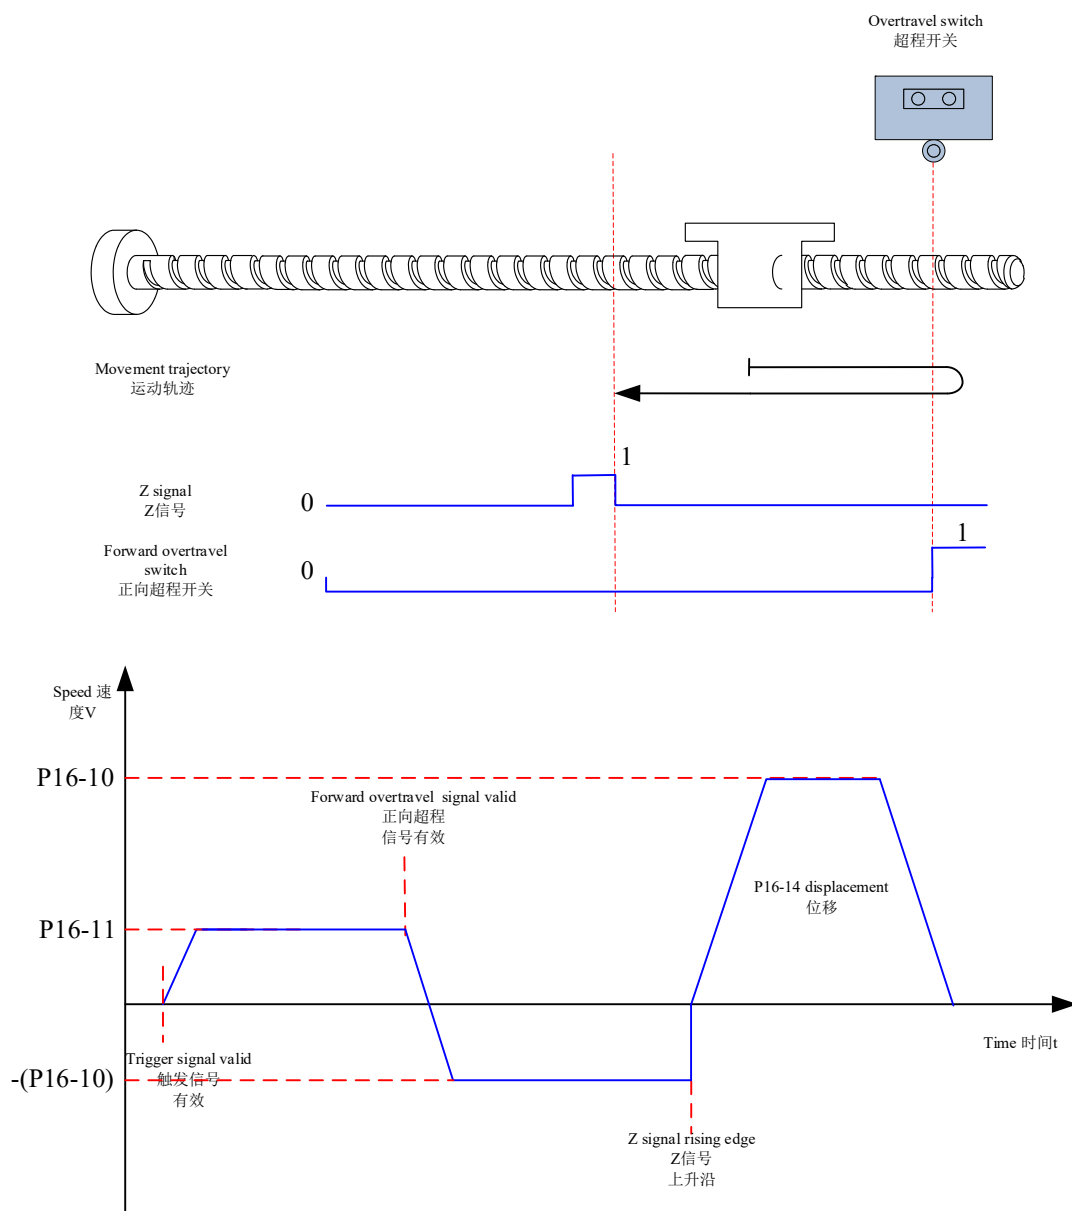 Overtravel switch
超程开关
Movement trajectory
运动轨迹
1
Z signal
Z信号
0
Forward overtravel
switch
正向超程开关
0
1
Speed 速
度V
P16-10
Forward overtravel signal valid
正向超程
信号有效
P16-14 displacement
位移
P16-11
Time 时间t
Trigger signal valid
触发信号
有效
-(P16-10)
Z signal rising edge
Z信号
上升沿